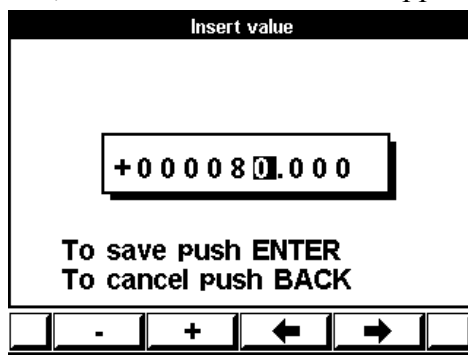 Insert value
+000080.000
To save push ENTER
To cancel push BACK
- + ← →